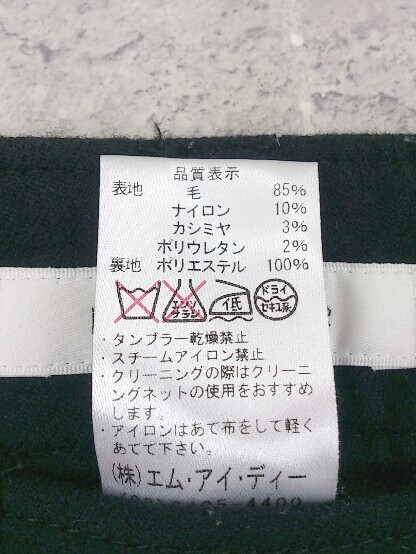 品質表示
表地 毛 85%
ナイロン 10%
カシミヤ 3%
ポリウレタン 2%
裏地 ポリエステル 100%
エンソサラシ 低 ドライ セキユ系
・タンブラー乾燥禁止
・スチームアイロン禁止
・クリーニングの際はクリーニ
ングネットの使用をおすすめ
します。
・アイロンはあて布をして軽く
あてて下さい。
(株)エム・アイ・ディー